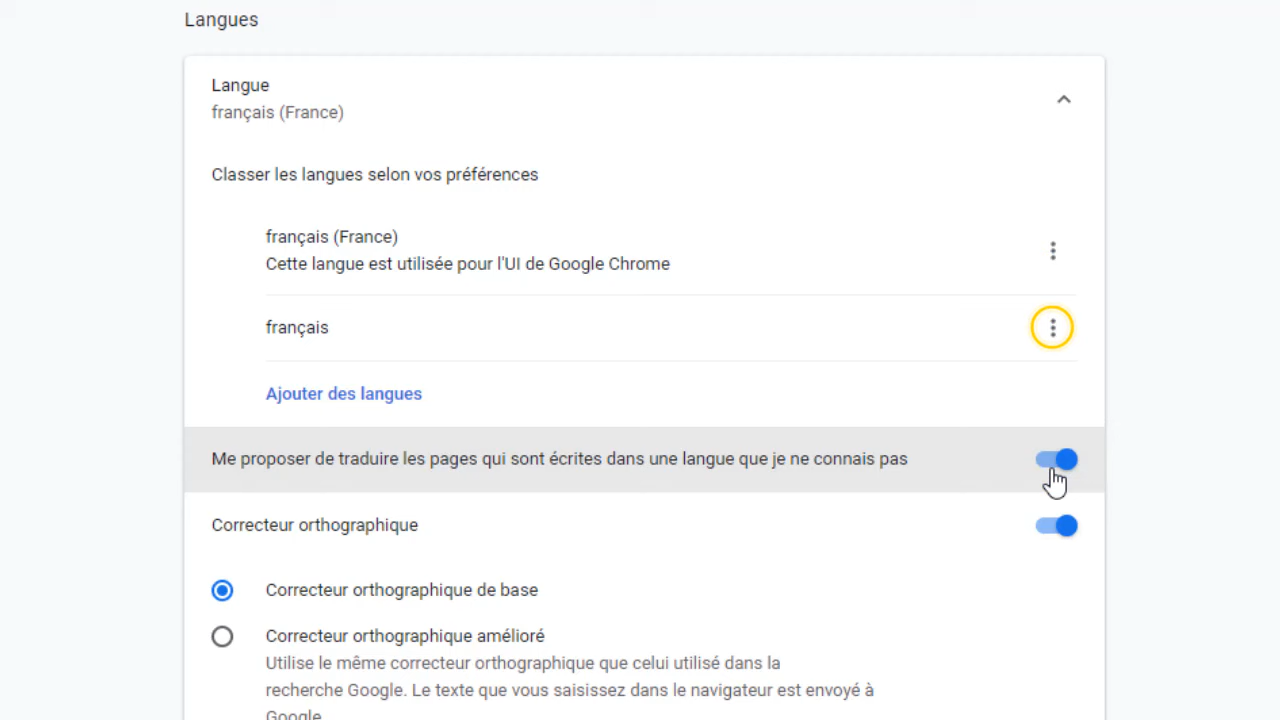 Langues
Langue
français (France)
Classer les langues selon vos préférences
français (France)
Cette langue est utilisée pour l'UI de Google Chrome
français
Ajouter des langues
Me proposer de traduire les pages qui sont écrites dans une langue que je ne connais pas
Correcteur orthographique
Correcteur orthographique de base
Correcteur orthographique amélioré
Utilise le même correcteur orthographique que celui utilisé dans la
recherche Google. Le texte que vous saisissez dans le navigateur est envoyé à
Google.